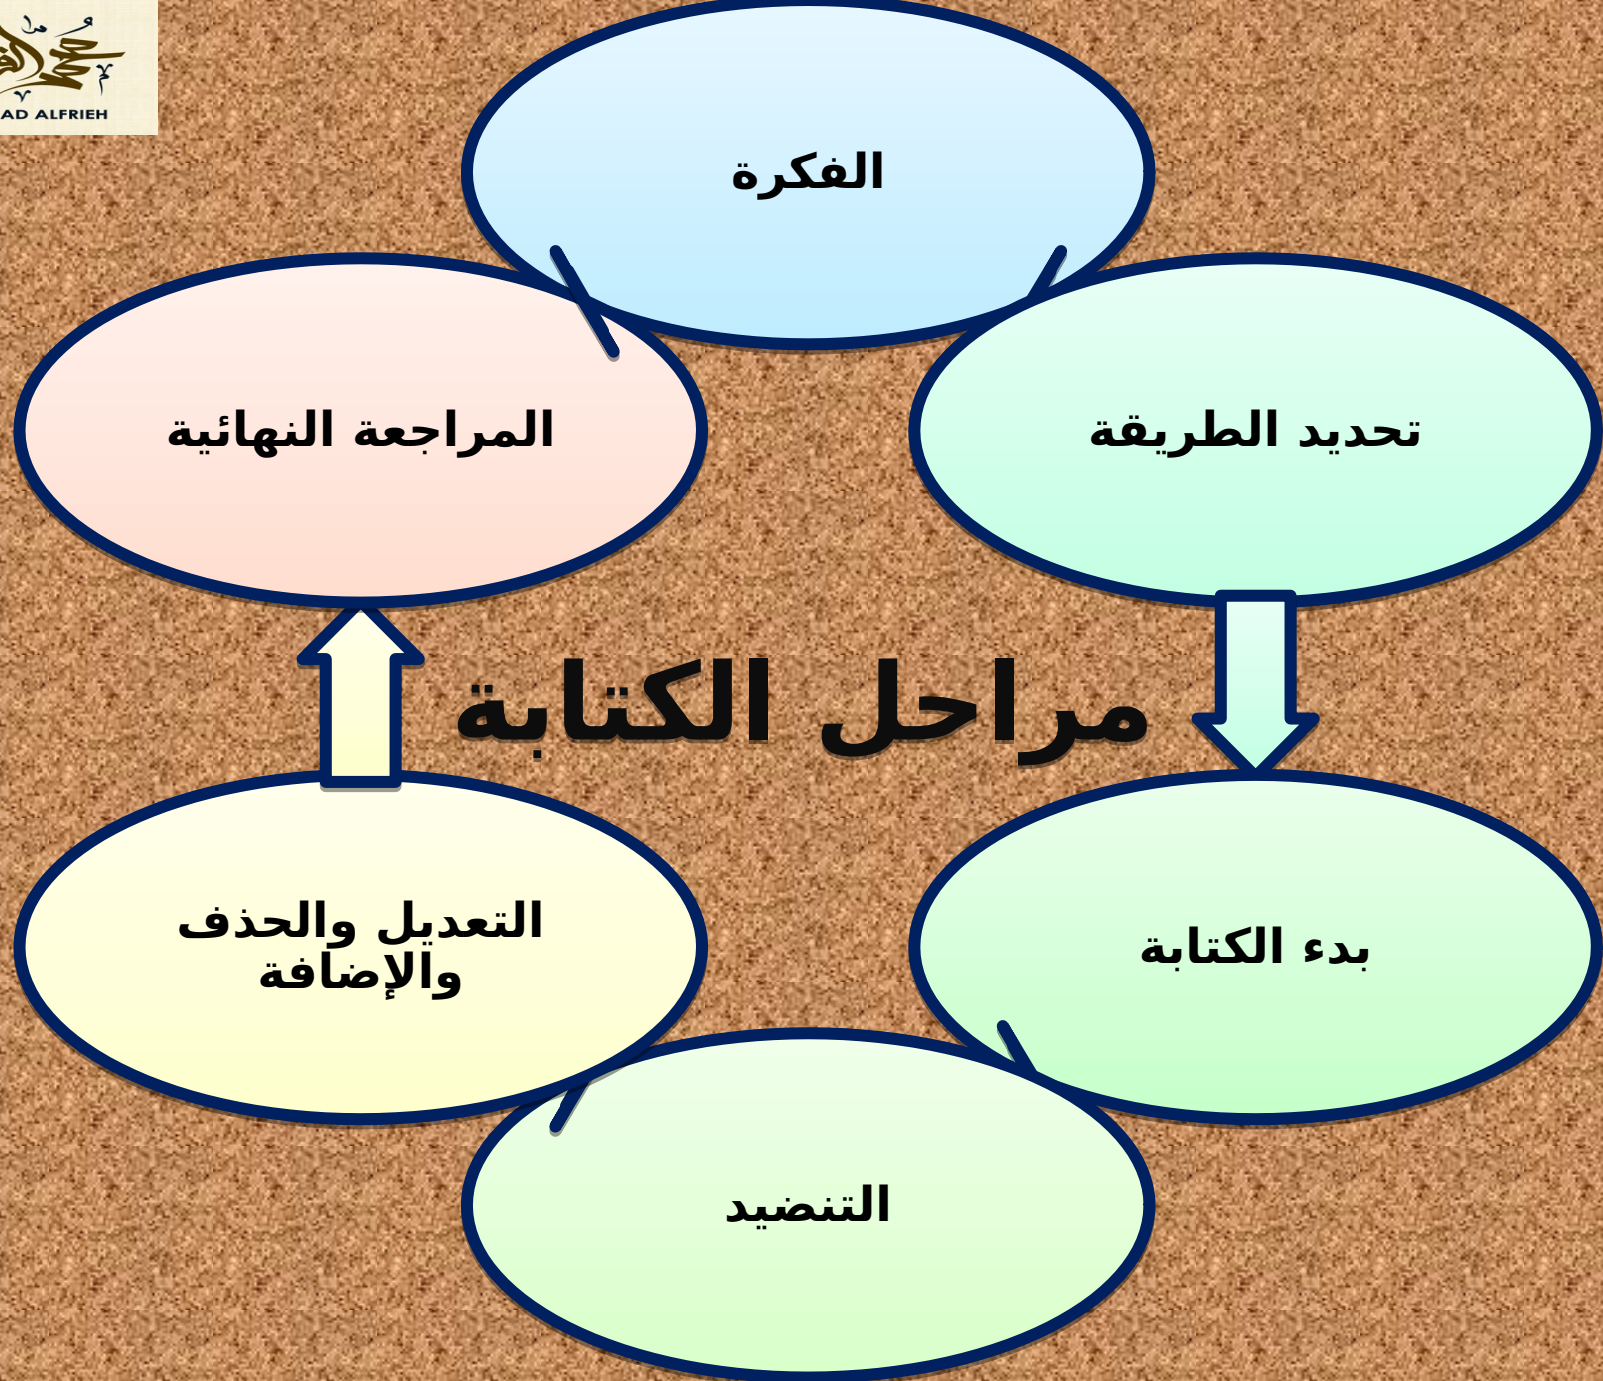 الفكرة
تحديد الطريقة
بدء الكتابة
التنضيد
التعديل والحذف
والإضافة
المراجعة النهائية
مراحل الكتابة
AD ALFRIEH